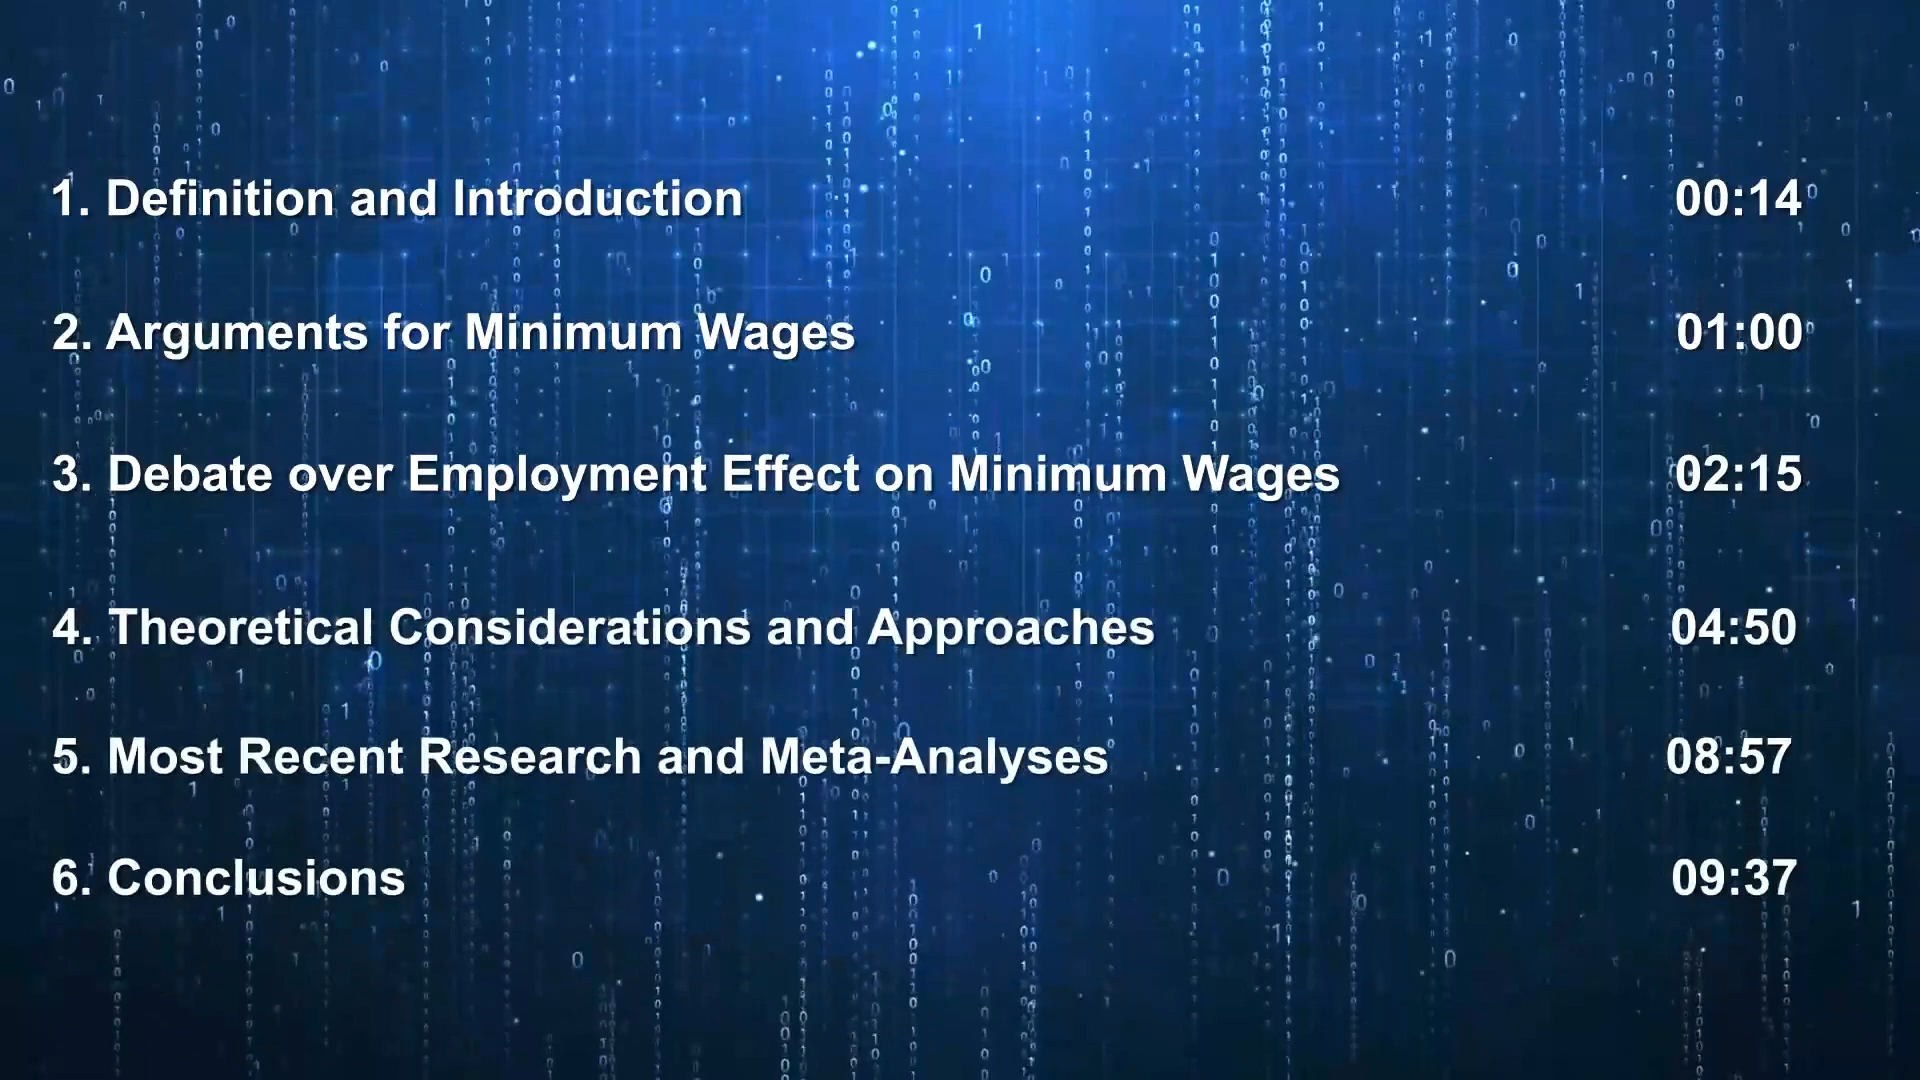 1. Definition and Introduction 00:14
2. Arguments for Minimum Wages 01:00
3. Debate over Employment Effect on Minimum Wages 02:15
4. Theoretical Considerations and Approaches 04:50
5. Most Recent Research and Meta-Analyses 08:57
6. Conclusions 09:37